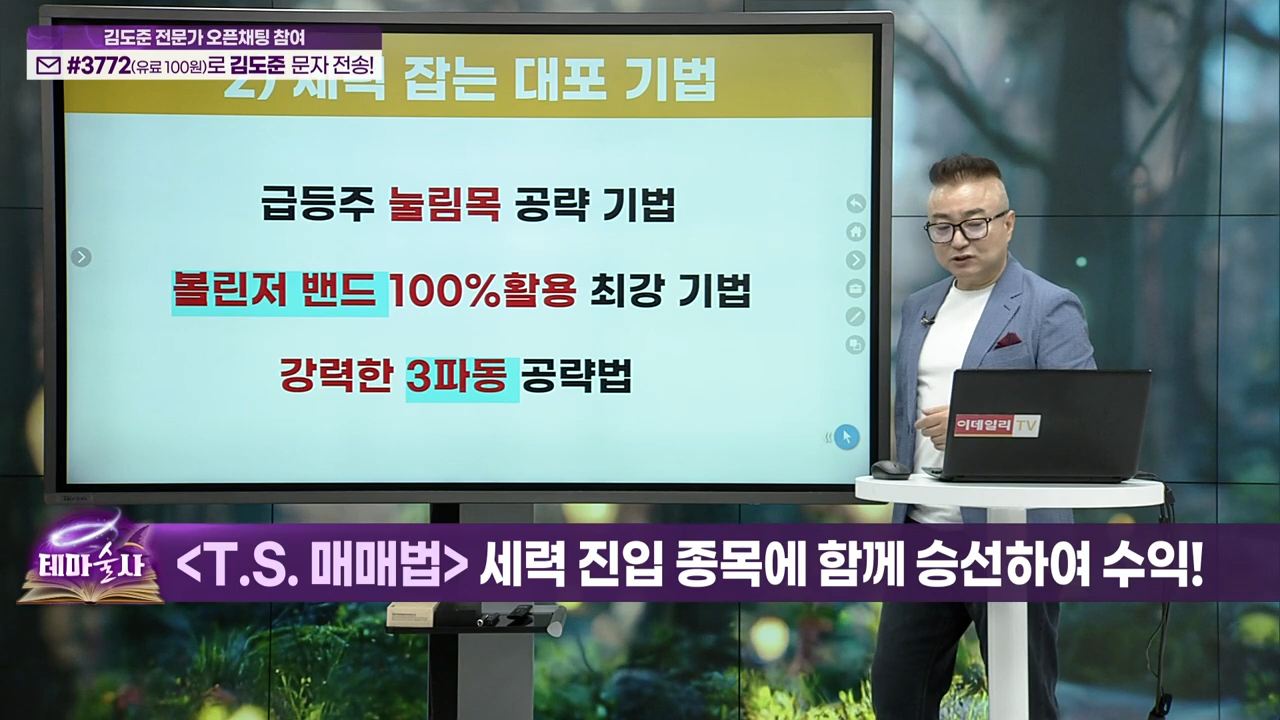 김도준 전문가 오픈채팅 참여
#3772(유료 100원)로 김도준 문자 전송!
2) 세력 잡는 대포 기법
급등주 눌림목 공략 기법
볼린저 밴드 100%활용 최강 기법
강력한 3파동 공략법
이데일리 TV
테마술사
<T.S. 매매법> 세력 진입 종목에 함께 승선하여 수익!